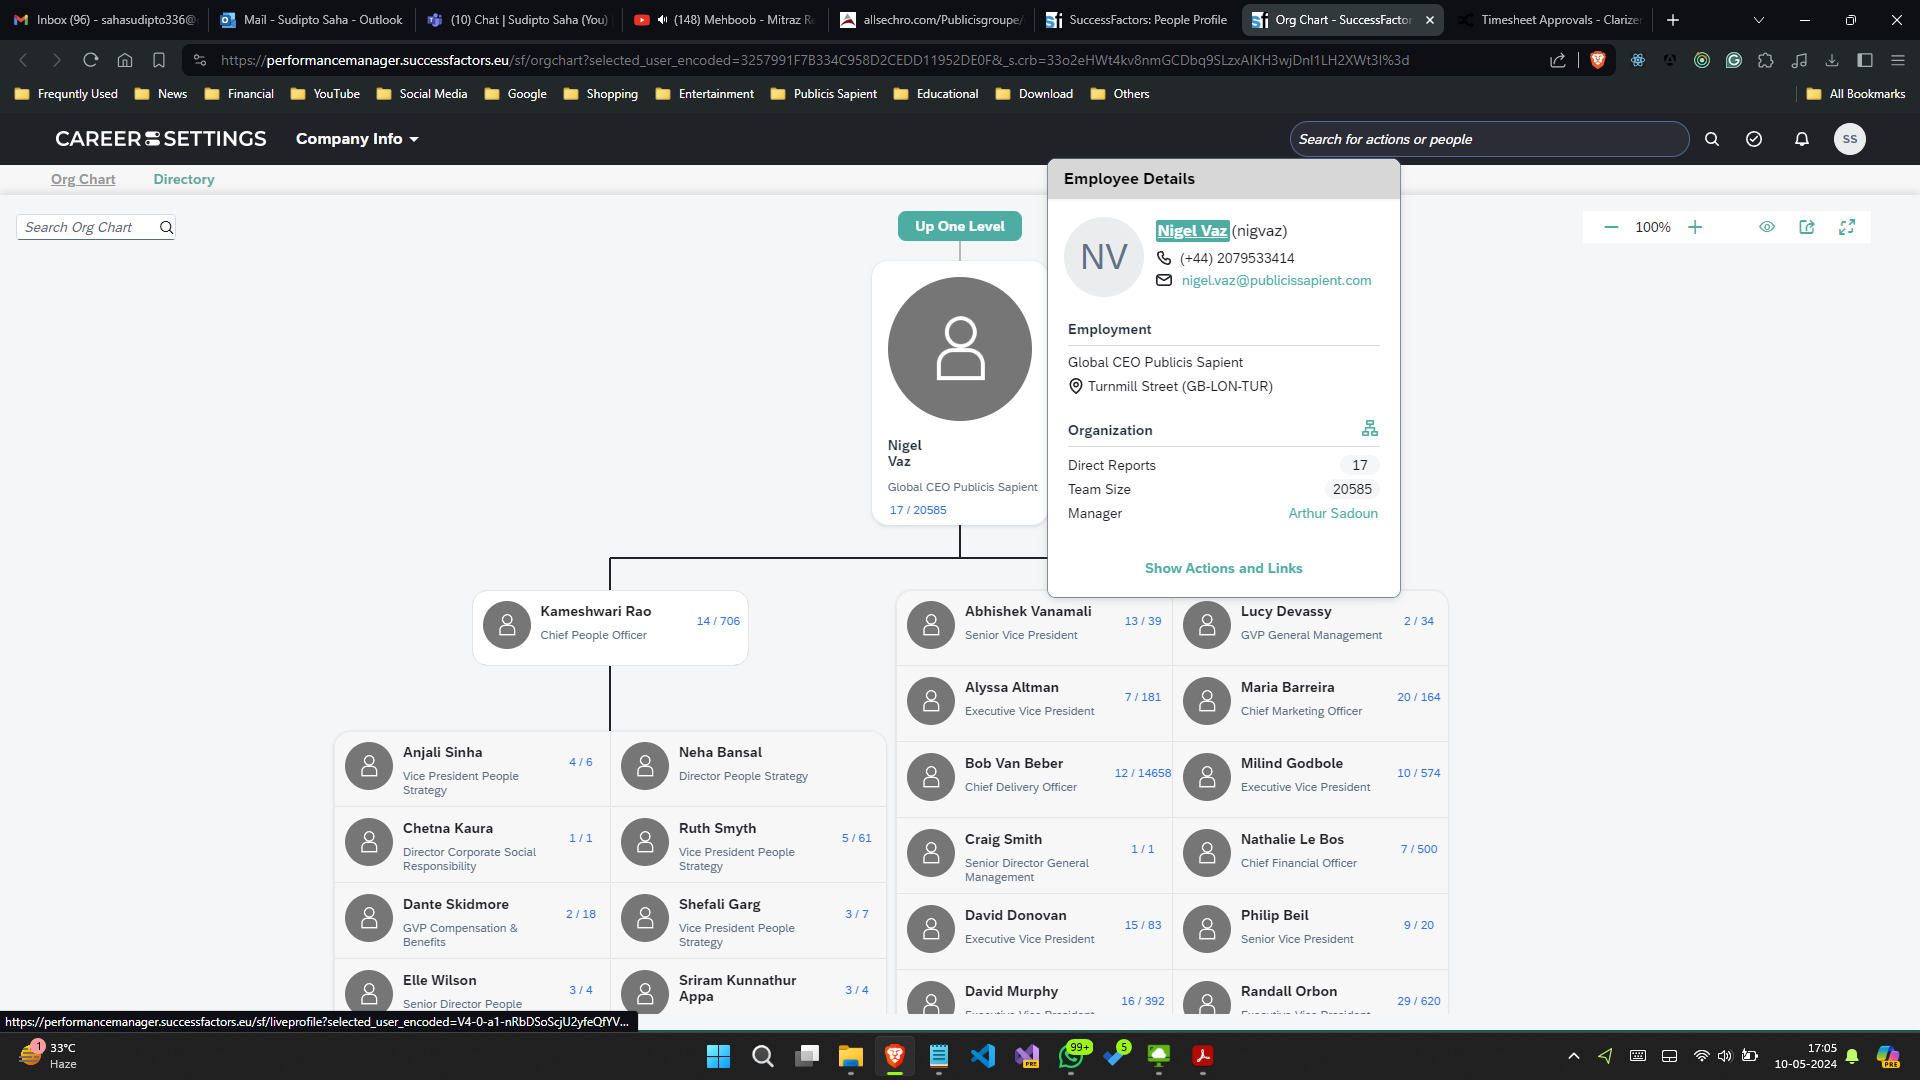 Inbox (96) - sahasudipto336@
Mail - Sudipto Saha - Outlook
(10) Chat | Sudipto Saha (You)
(148) Mehboob - Mitraz Re
allsechro.com/Publicisgroupe/
SuccessFactors: People Profile
Org Chart - SuccessFactor
Timesheet Approvals - Clarizen
https://performancemanager.successfactors.eu/sf/orgchart?selected_user_encoded=3257991F7B334C958D2CEDD11952DE0F&_s.crb=33o2eHWt4kv8nmGCDbq9SLzxAIKH3wjDnI1LH2XWt3I%3d
Frequntly Used
News
Financial
YouTube
Social Media
Google
Shopping
Entertainment
Publicis Sapient
Educational
Download
Others
All Bookmarks
CAREER SETTINGS
Company Info
Search for actions or people
SS
Org Chart
Directory
Search Org Chart
Up One Level
100%
Employee Details
NV
Nigel Vaz (nigvaz)
(+44) 2079533414
nigel.vaz@publicissapient.com
Employment
Global CEO Publicis Sapient
Turnmill Street (GB-LON-TUR)
Organization
Direct Reports 17
Team Size 20585
Manager Arthur Sadoun
Show Actions and Links
Nigel
Vaz
Global CEO Publicis Sapient
17 / 20585
Kameshwari Rao
Chief People Officer
14 / 706
Anjali Sinha
Vice President People
Strategy
4 / 6
Neha Bansal
Director People Strategy
Chetna Kaura
Director Corporate Social
Responsibility
1 / 1
Ruth Smyth
Vice President People
Strategy
5 / 61
Dante Skidmore
GVP Compensation &
Benefits
2 / 18
Shefali Garg
Vice President People
Strategy
3 / 7
Elle Wilson
Senior Director People
3 / 4
Sriram Kunnathur
Appa
3 / 4
Abhishek Vanamali
Senior Vice President
13 / 39
Lucy Devassy
GVP General Management
2 / 34
Alyssa Altman
Executive Vice President
7 / 181
Maria Barreira
Chief Marketing Officer
20 / 164
Bob Van Beber
Chief Delivery Officer
12 / 14658
Milind Godbole
Executive Vice President
10 / 574
Craig Smith
Senior Director General
Management
1 / 1
Nathalie Le Bos
Chief Financial Officer
7 / 500
David Donovan
Executive Vice President
15 / 83
Philip Beil
Senior Vice President
9 / 20
David Murphy
Executive Vice President
16 / 392
Randall Orbon
Executive Vice President
29 / 620
https://performancemanager.successfactors.eu/sf/liveprofile?selected_user_encoded=V4-0-a1-nRbDSoScjU2yfeQfYV...
1
33°C
Haze
PRE
99+
5
17:05
10-05-2024
PRE